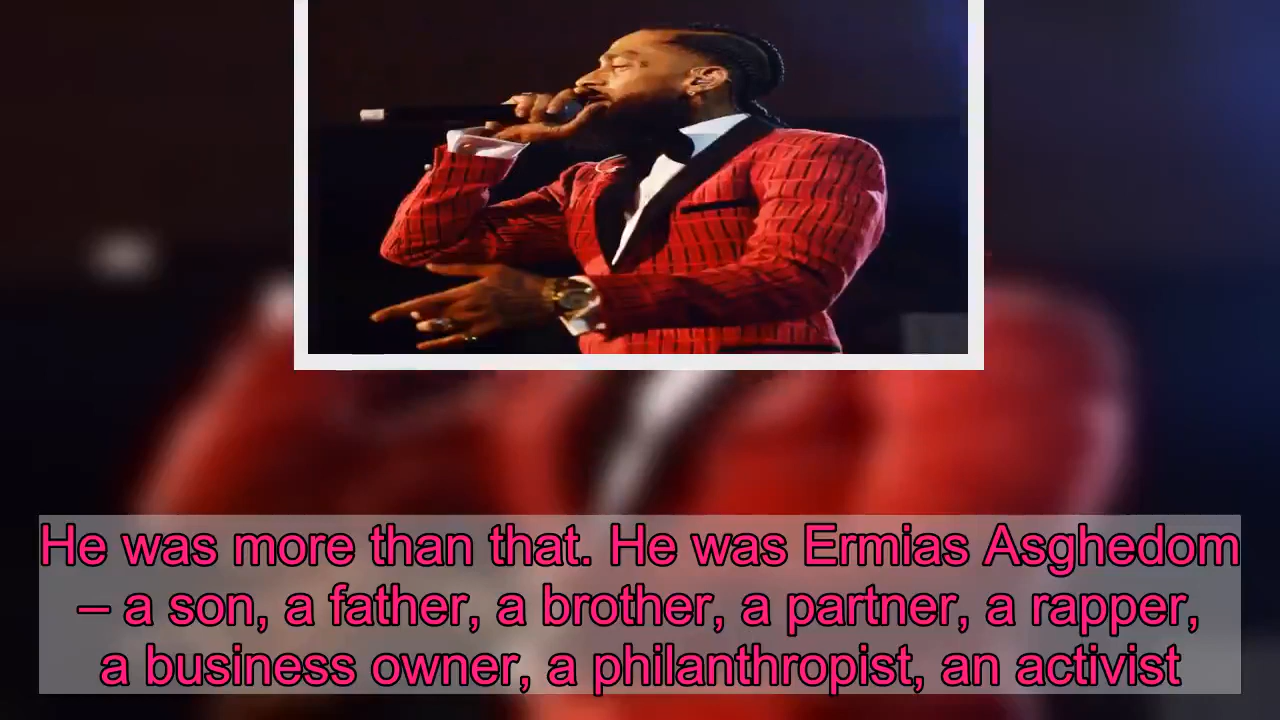 He was more than that. He was Ermias Asghedom
– a son, a father, a brother, a partner, a rapper,
a business owner, a philanthropist, an activist